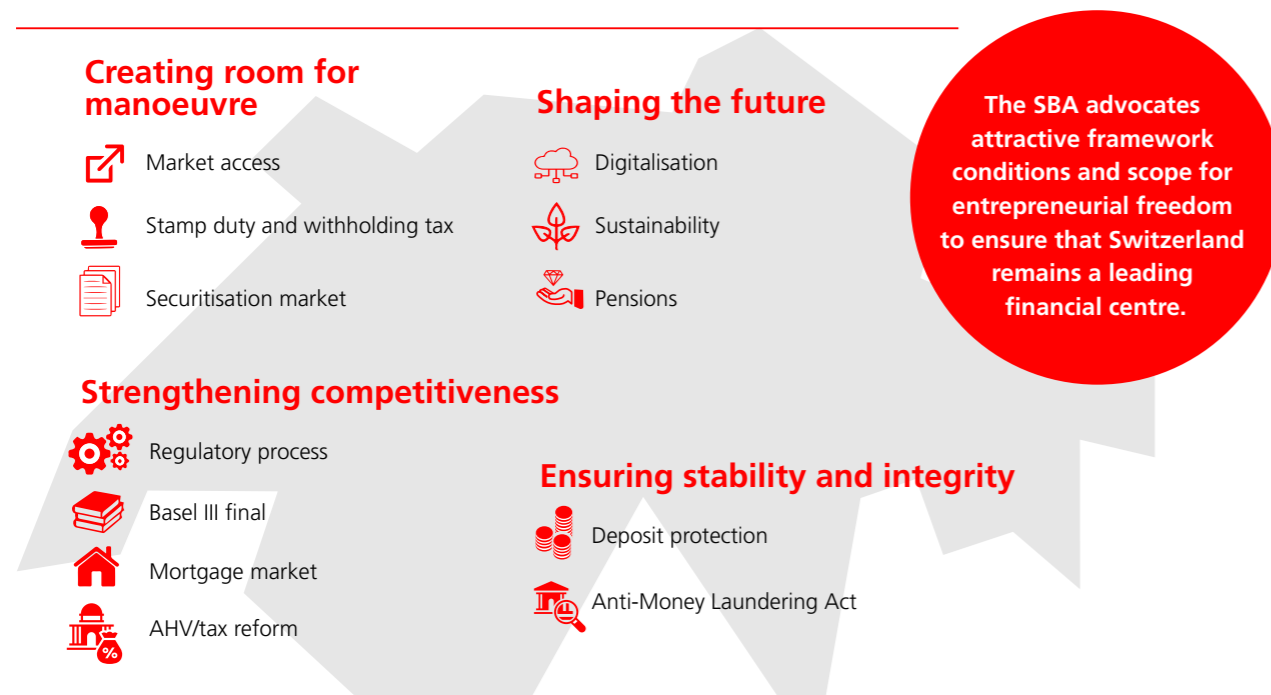 Creating room for
manoeuvre
Market access
Stamp duty and withholding tax
Securitisation market
Shaping the future
Digitalisation
Sustainability
Pensions
The SBA advocates
attractive framework
conditions and scope for
entrepreneurial freedom
to ensure that Switzerland
remains a leading
financial centre.
Strengthening competitiveness
Regulatory process
Basel III final
Mortgage market
AHV/tax reform
%
Ensuring stability and integrity
Deposit protection
Anti-Money Laundering Act